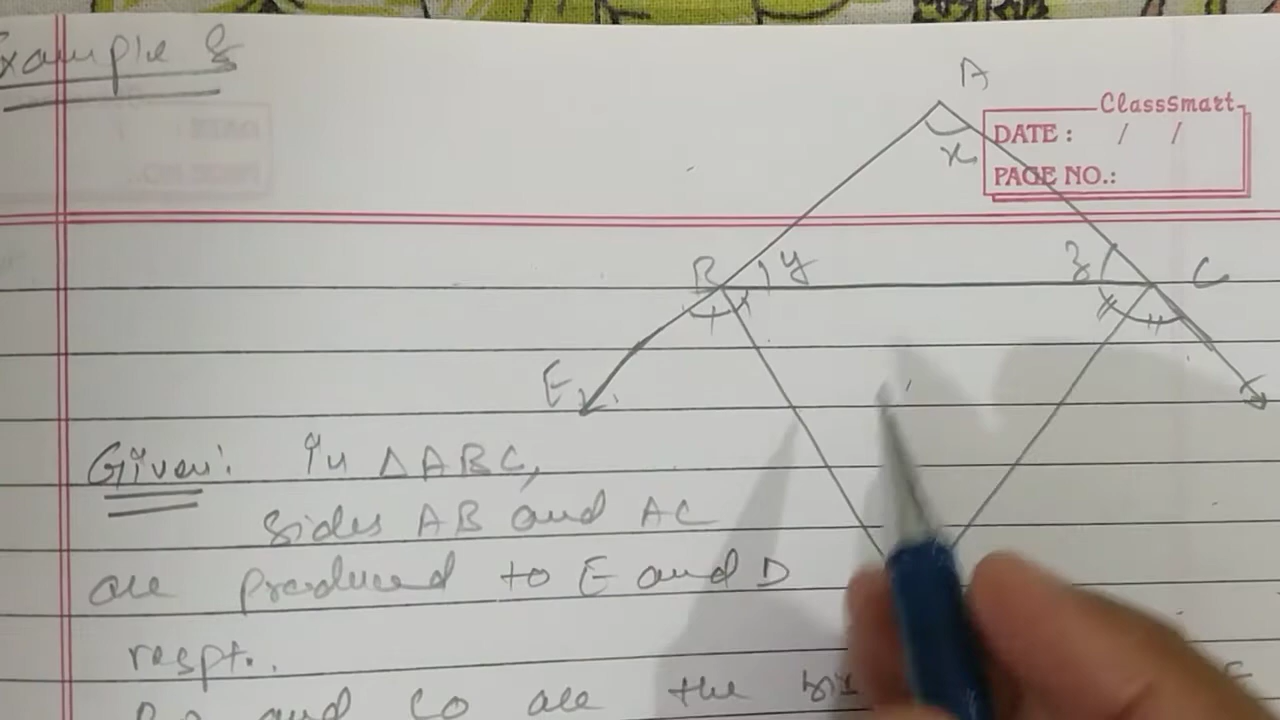 Example 8
A
ClassSmart
DATE : / /
x
PAGE NO.:
B y z C
E
Given: In △ABC,
sides AB and AC
are produced to E and D
respt..
and CO are the